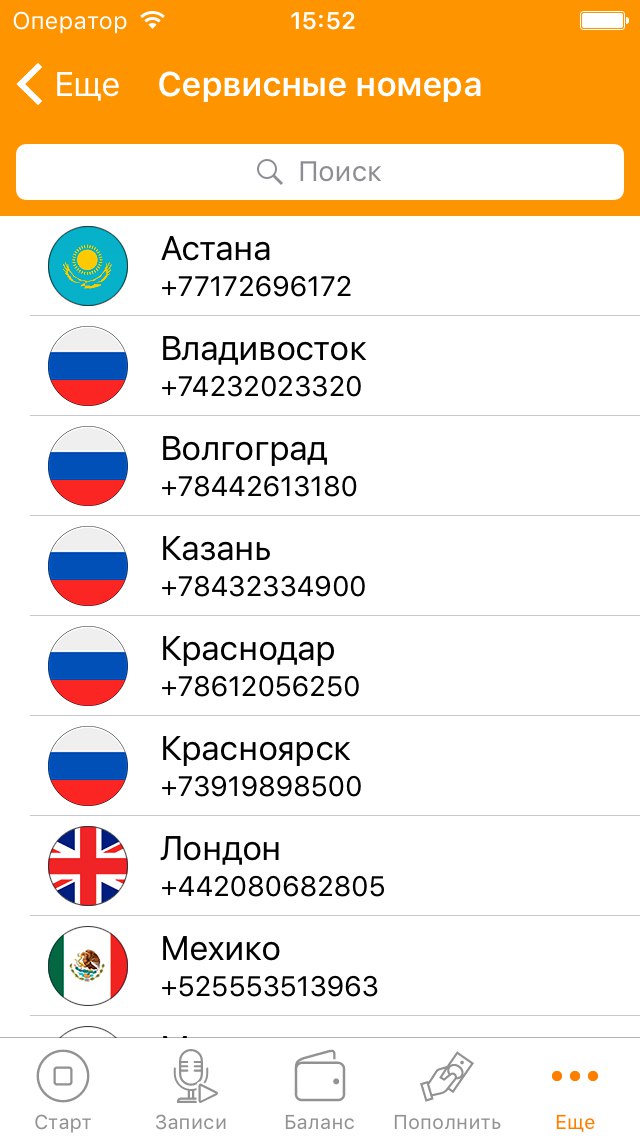 Оператор 15:52
Еще Сервисные номера
Поиск
Астана
+77172696172
Владивосток
+74232023320
Волгоград
+78442613180
Казань
+78432334900
Краснодар
+78612056250
Красноярск
+73919898500
Лондон
+442080682805
Мехико
+525553513963
Старт Записи Баланс Пополнить Еще